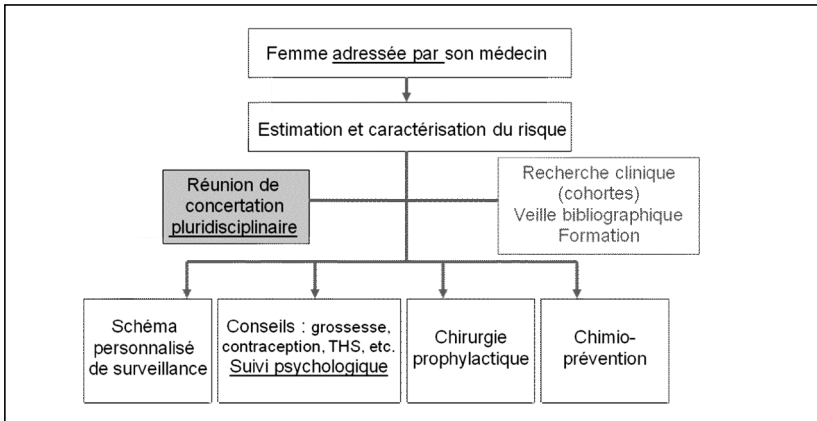 Femme adressée par son médecin
Estimation et caractérisation du risque
Réunion de
concertation
pluridisciplinaire
Recherche clinique
(cohortes)
Veille bibliographique
Formation
Schéma
personnalisé
de surveillance
Conseils : grossesse,
contraception, THS, etc.
Suivi psychologique
Chirurgie
prophylactique
Chimio-
prévention